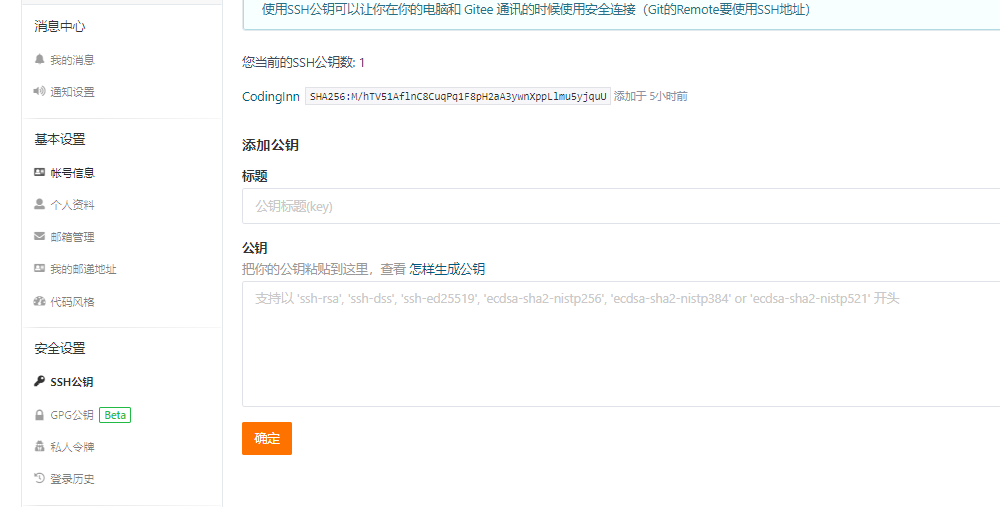 使用SSH公钥可以让你在你的电脑和 Gitee 通讯的时候使用安全连接（Git的Remote要使用SSH地址）
消息中心
我的消息
通知设置
基本设置
帐号信息
个人资料
邮箱管理
我的邮递地址
代码风格
安全设置
SSH公钥
GPG公钥 Beta
私人令牌
登录历史
您当前的SSH公钥数: 1
CodingInn SHA256:M/hTV51AflnC8CuqPq1F8pH2aA3ywnXppLlmu5yjquU 添加于 5小时前
添加公钥
标题
公钥标题(key)
公钥
把你的公钥粘贴到这里，查看 怎样生成公钥
支持以 'ssh-rsa', 'ssh-dss', 'ssh-ed25519', 'ecdsa-sha2-nistp256', 'ecdsa-sha2-nistp384' or 'ecdsa-sha2-nistp521' 开头
确定